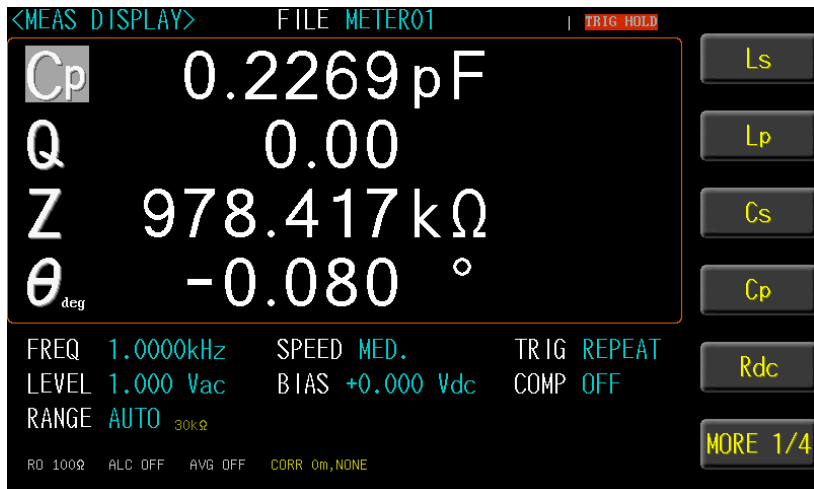 <MEAS DISPLAY> FILE METER01 | TRIG HOLD
Cp 0.2269pF
Q 0.00
Z 978.417kΩ
θdeg -0.080 °
FREQ 1.0000kHz SPEED MED. TRIG REPEAT
LEVEL 1.000 Vac BIAS +0.000 Vdc COMP OFF
RANGE AUTO 30kΩ
RO 100Ω ALC OFF AVG OFF CORR 0m,NONE
Ls
Lp
Cs
Cp
Rdc
MORE 1/4